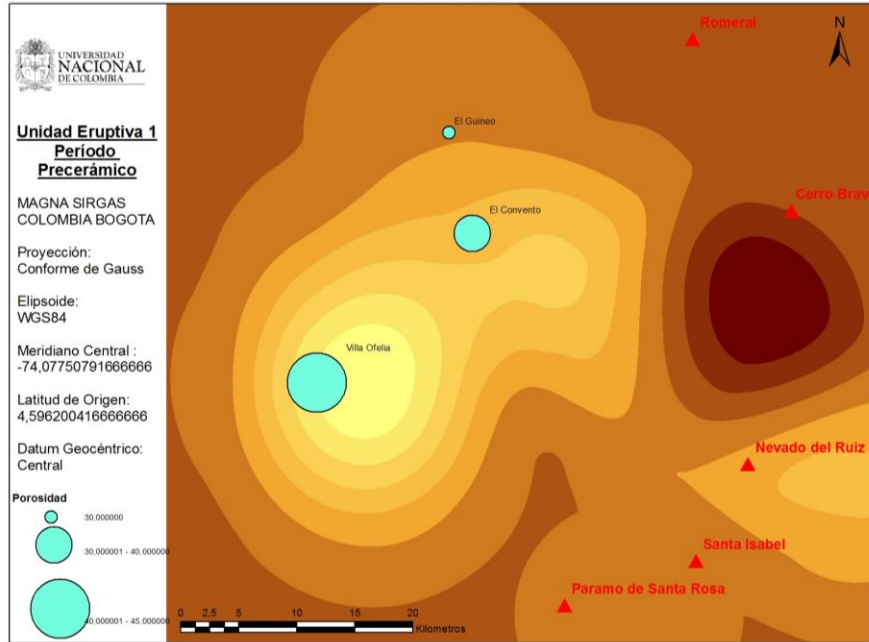 UNIVERSIDAD
NACIONAL
DE COLOMBIA
Unidad Eruptiva 1
Período
Precerámico
MAGNA SIRGAS
COLOMBIA BOGOTA
Proyección:
Conforme de Gauss
Elipsoide:
WGS84
Meridiano Central :
-74,07750791666666
Latitud de Origen:
4,596200416666666
Datum Geocéntrico:
Central
Porosidad
30,000000
30,000001 - 40,000000
40,000001 - 45,000000
Romeral
N
El Guineo
Cerro Brav
El Convento
Villa Ofelia
Nevado del Ruiz
Santa Isabel
Paramo de Santa Rosa
0 2.5 5 10 15 20
Kilometros